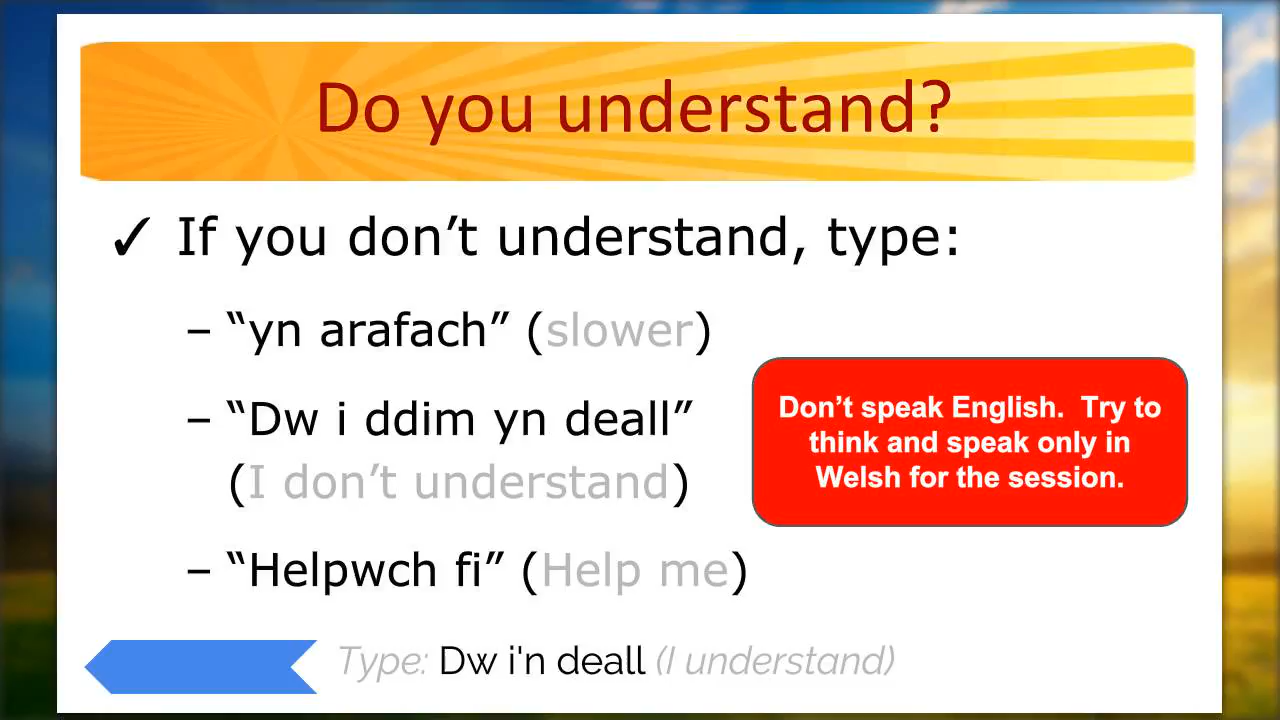 Do you understand?
✓ If you don’t understand, type:
– “yn arafach” (slower)
– “Dw i ddim yn deall”
(I don’t understand)
Don’t speak English.  Try to
think and speak only in
Welsh for the session.
– “Helpwch fi” (Help me)
Type: Dw i'n deall (I understand)